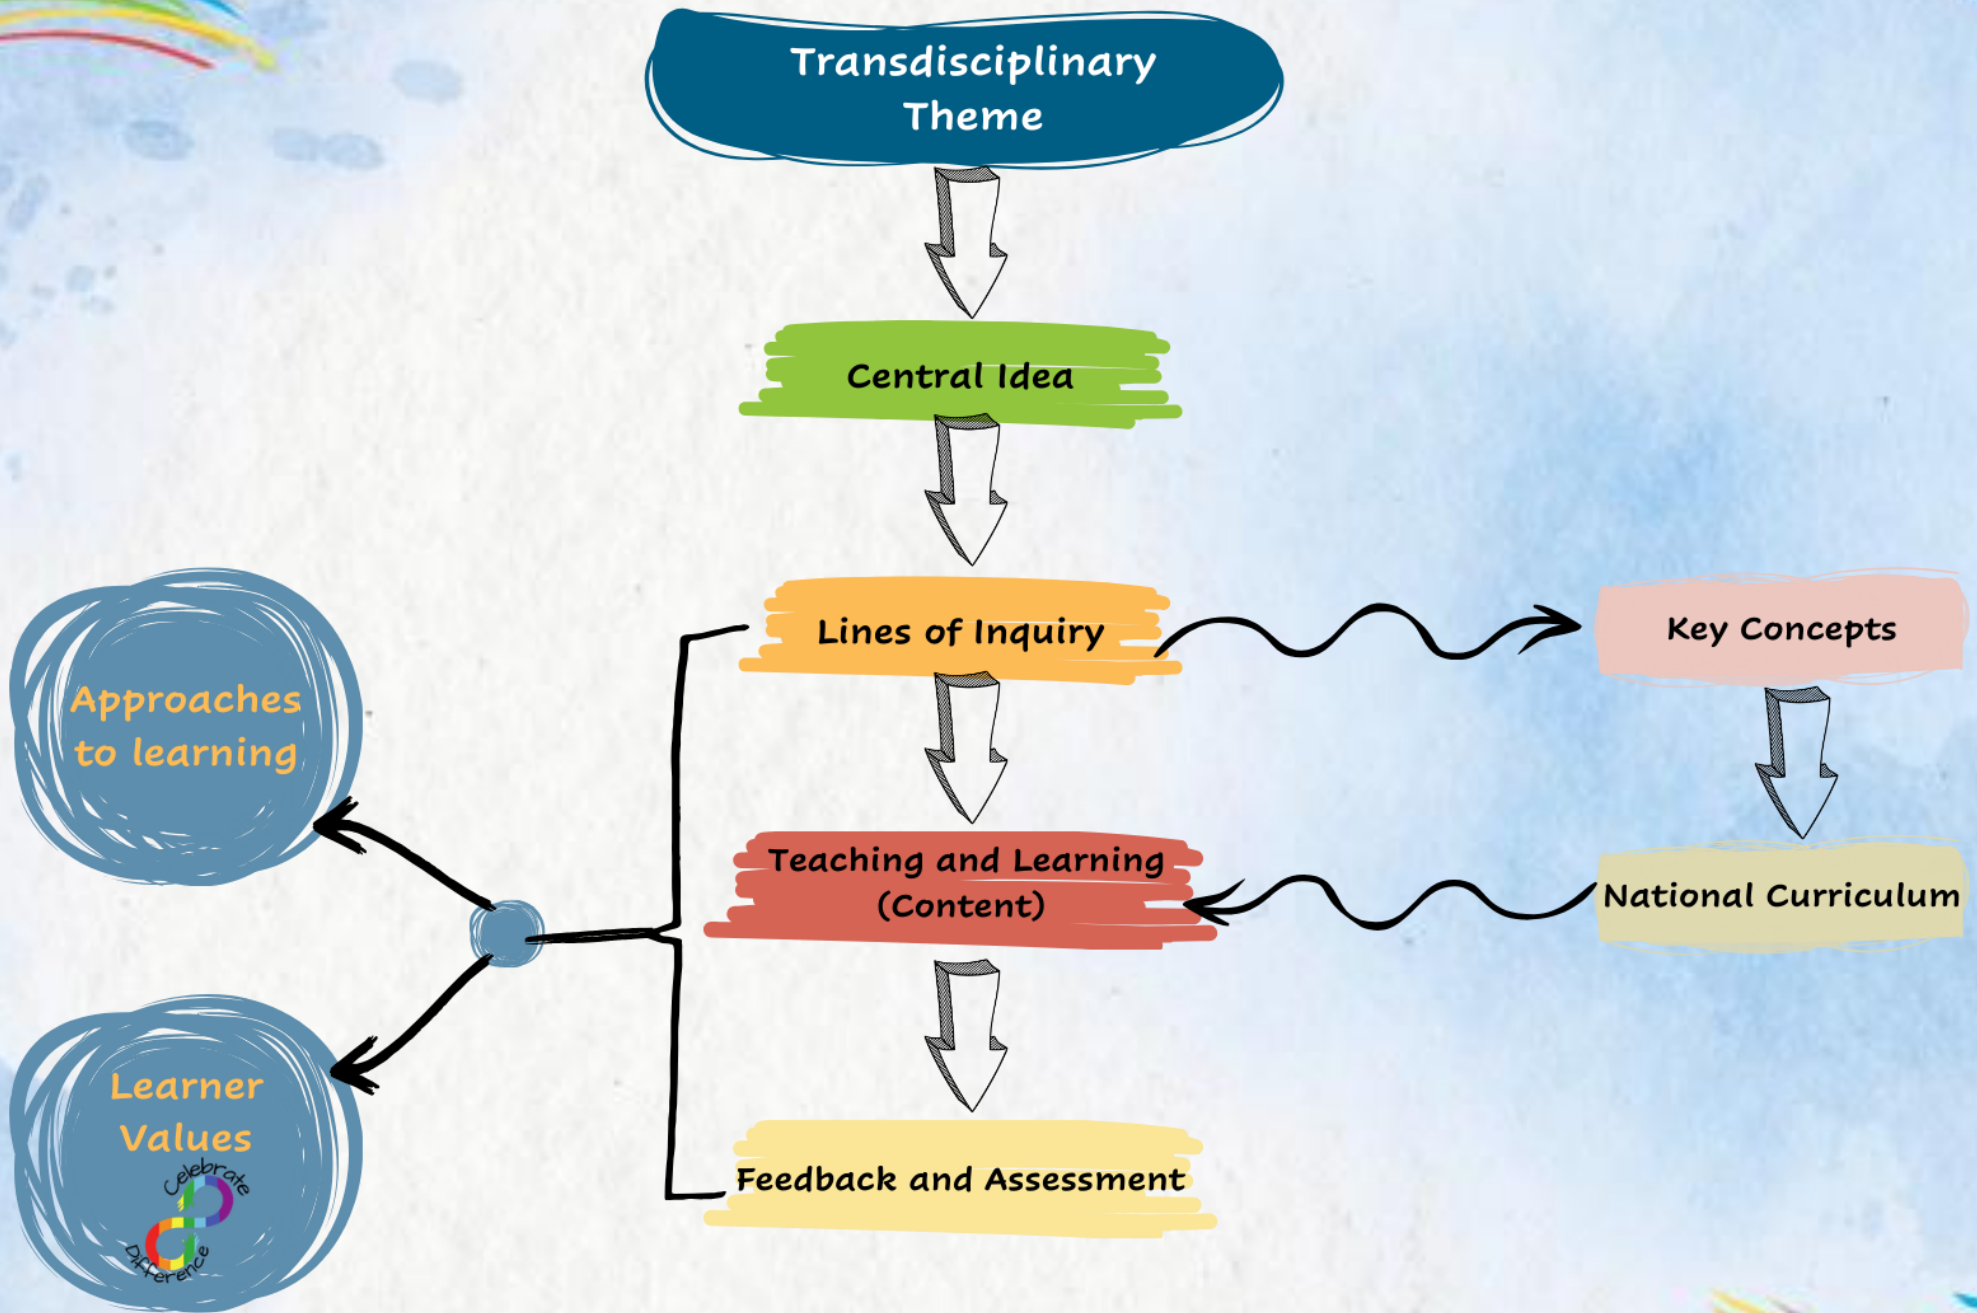 Transdisciplinary
Theme
Central Idea
Lines of Inquiry
Key Concepts
Approaches
to learning
Teaching and Learning
(Content)
National Curriculum
Learner
Values
Celebrate
Difference
Feedback and Assessment